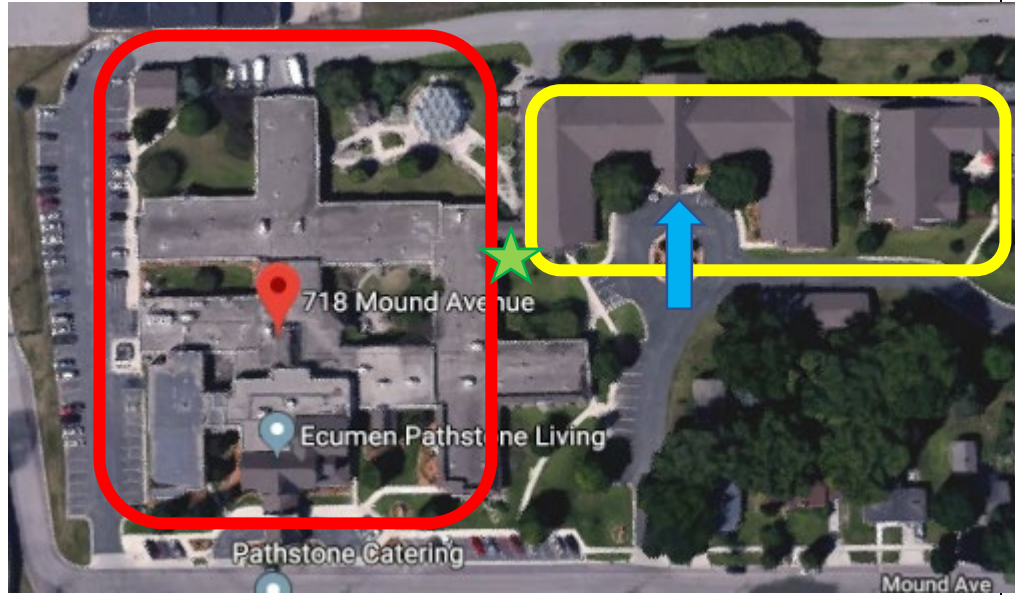 718 Mound Avenue
Ecumen Pathstone Living
Pathstone Catering
Mound Ave